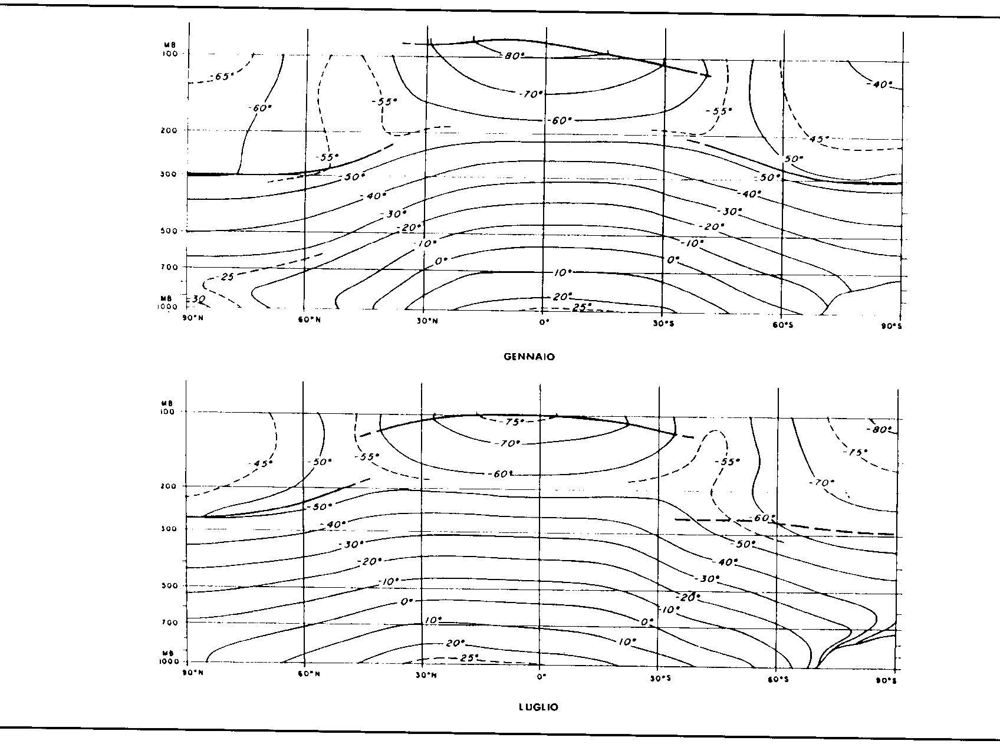 MB
100 -80°
-65°
-70° -40°
-60° -55° -55°
-60°
200
45°
-55° 50°
300 -50° -50°
-40° -40°
-30° -30°
500 -20° -20°
-10° -10°
0° 0°
700 10°
-25
MB -30 20°
1000 25°
90°N 60°N 30°N 0° 30°S 60°S 90°S
GENNAIO
MB
100
-75° -80°
-70°
-45° -50° -55° -55° -75°
-60°
200 -70°
-50°
-40° -60°
300
-30° -50°
-20° -40°
500 -10° -30°
0° -20°
-10°
700 10° 0°
20° 10°
MB 25°
1000
90°N 60°N 30°N 0° 30°S 60°S 90°S
LUGLIO